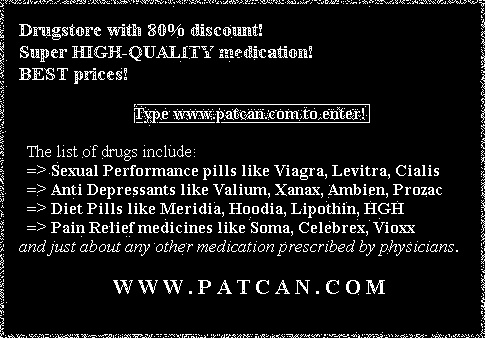 Drugstore with 80% discount!
Super HIGH-QUALITY medication!
BEST prices!
Type www.patcan.com to enter!
The list of drugs include:
=> Sexual Performance pills like Viagra, Levitra, Cialis
=> Anti Depressants like Valium, Xanax, Ambien, Prozac
=> Diet Pills like Meridia, Hoodia, Lipothin, HGH
=> Pain Relief medicines like Soma, Celebrex, Vioxx
and just about any other medication prescribed by physicians.
WWW.PATCAN.COM